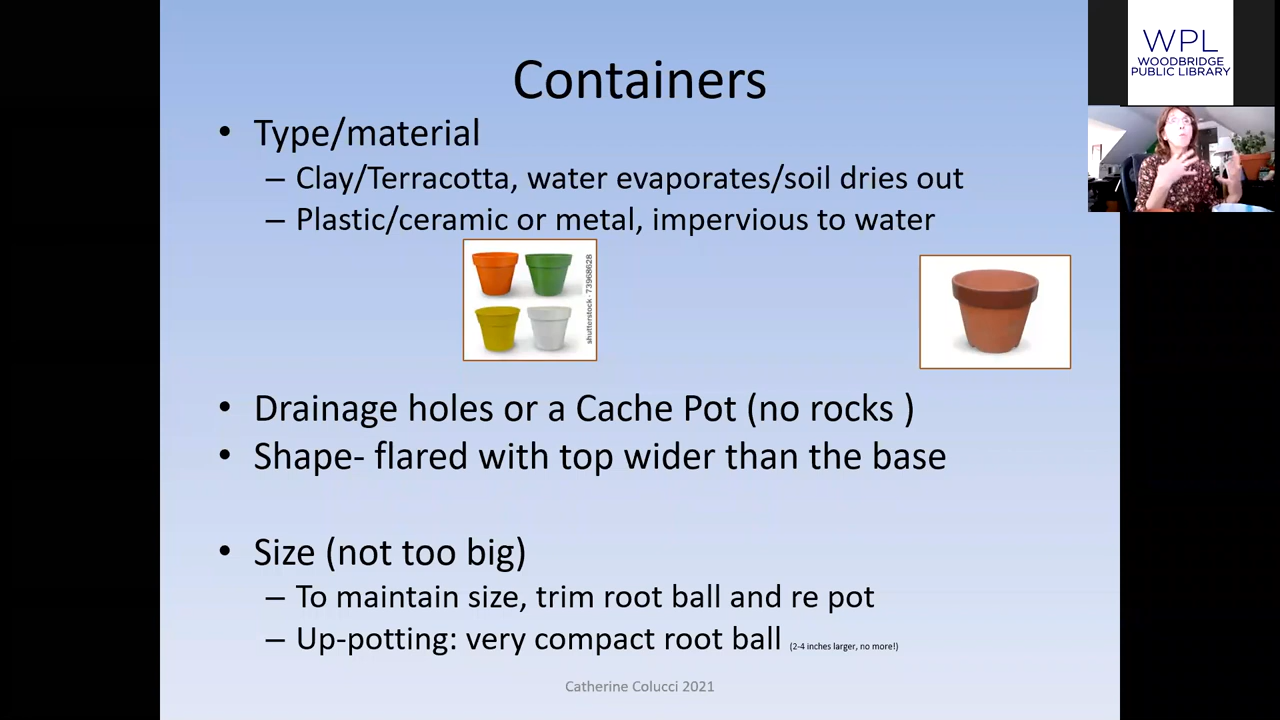 Containers
• Type/material
– Clay/Terracotta, water evaporates/soil dries out
– Plastic/ceramic or metal, impervious to water
shutterstock · 73968628
• Drainage holes or a Cache Pot (no rocks )
• Shape- flared with top wider than the base
• Size (not too big)
– To maintain size, trim root ball and re pot
– Up-potting: very compact root ball (2-4 inches larger, no more!)
Catherine Colucci 2021
WPL
WOODBRIDGE
PUBLIC LIBRARY